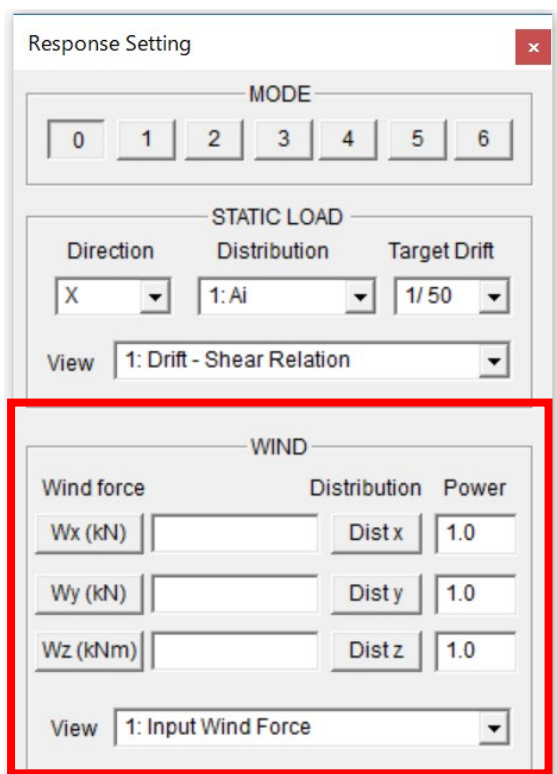 Response Setting x
MODE
0 1 2 3 4 5 6
STATIC LOAD
Direction Distribution Target Drift
X 1: Ai 1/ 50
View 1: Drift - Shear Relation
WIND
Wind force Distribution Power
Wx (kN) Dist x 1.0
Wy (kN) Dist y 1.0
Wz (kNm) Dist z 1.0
View 1: Input Wind Force